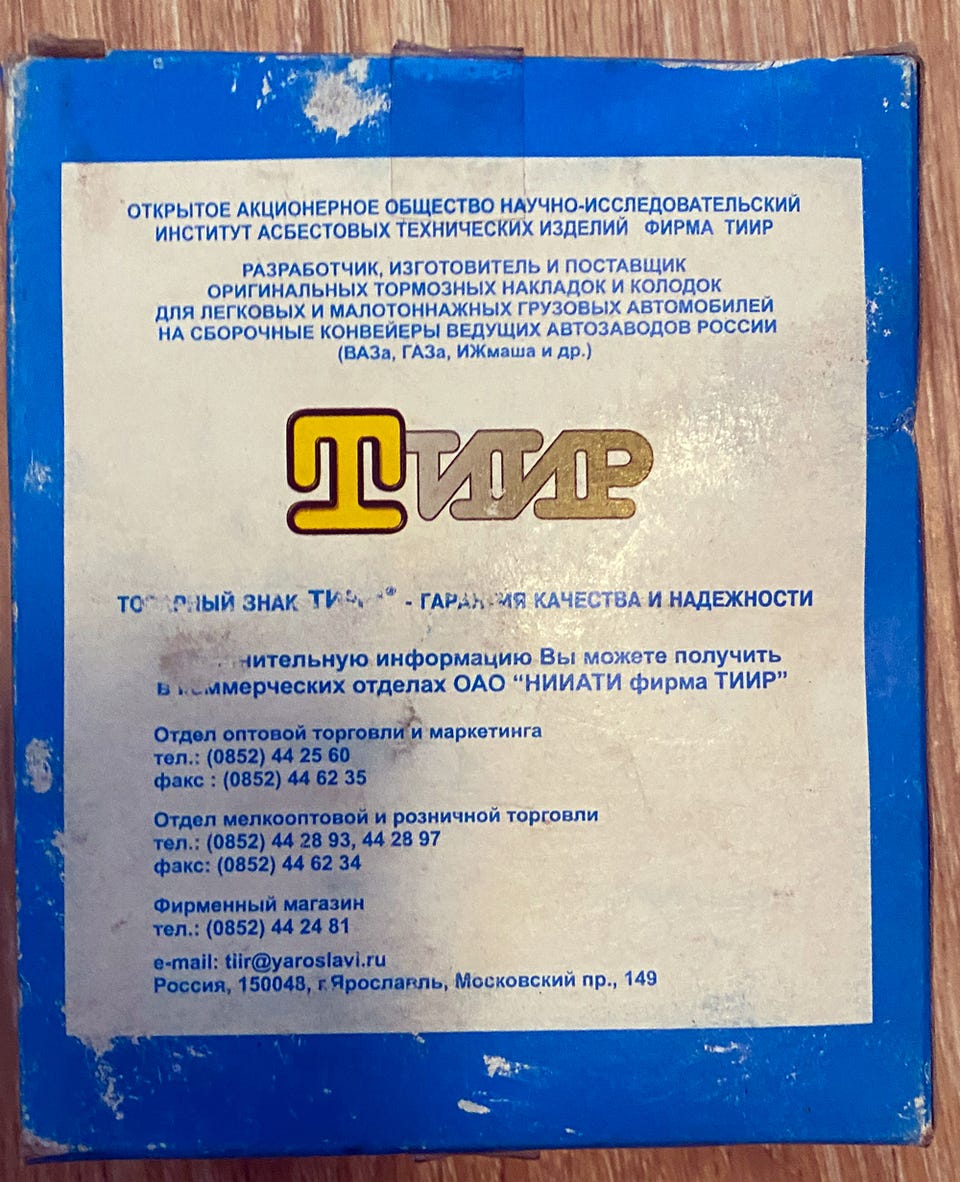 ОТКРЫТОЕ АКЦИОНЕРНОЕ ОБЩЕСТВО НАУЧНО-ИССЛЕДОВАТЕЛЬСКИЙ
ИНСТИТУТ АСБЕСТОВЫХ ТЕХНИЧЕСКИХ ИЗДЕЛИЙ ФИРМА ТИИР
РАЗРАБОТЧИК, ИЗГОТОВИТЕЛЬ И ПОСТАВЩИК
ОРИГИНАЛЬНЫХ ТОРМОЗНЫХ НАКЛАДОК И КОЛОДОК
ДЛЯ ЛЕГКОВЫХ И МАЛОТОННАЖНЫХ ГРУЗОВЫХ АВТОМОБИЛЕЙ
НА СБОРОЧНЫЕ КОНВЕЙЕРЫ ВЕДУЩИХ АВТОЗАВОДОВ РОССИИ
(ВАЗа, ГАЗа, ИЖмаша и др.)
Т ТИИР
ТОВАРНЫЙ ЗНАК - ГАРАНТИЯ КАЧЕСТВА И НАДЕЖНОСТИ
информацию Вы можете получить
в коммерческих отделах ОАО “НИИАТИ фирма ТИИР”
Отдел оптовой торговли и маркетинга
тел.: (0852) 44 25 60
факс : (0852) 44 62 35
Отдел мелкооптовой и розничной торговли
тел.: (0852) 44 28 93, 44 28 97
факс: (0852) 44 62 34
Фирменный магазин
тел.: (0852) 44 24 81
e-mail: tiir@yaroslavi.ru
Россия, 150048, г.Ярославль, Московский пр., 149